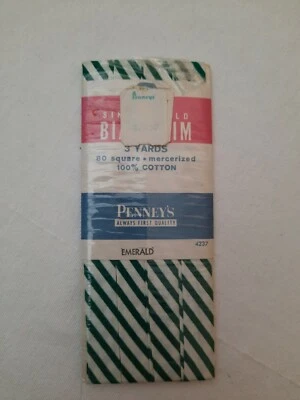 3 YARDS
80 square • mercerized
100% COTTON
PENNEY'S
ALWAYS FIRST QUALITY
EMERALD
4237